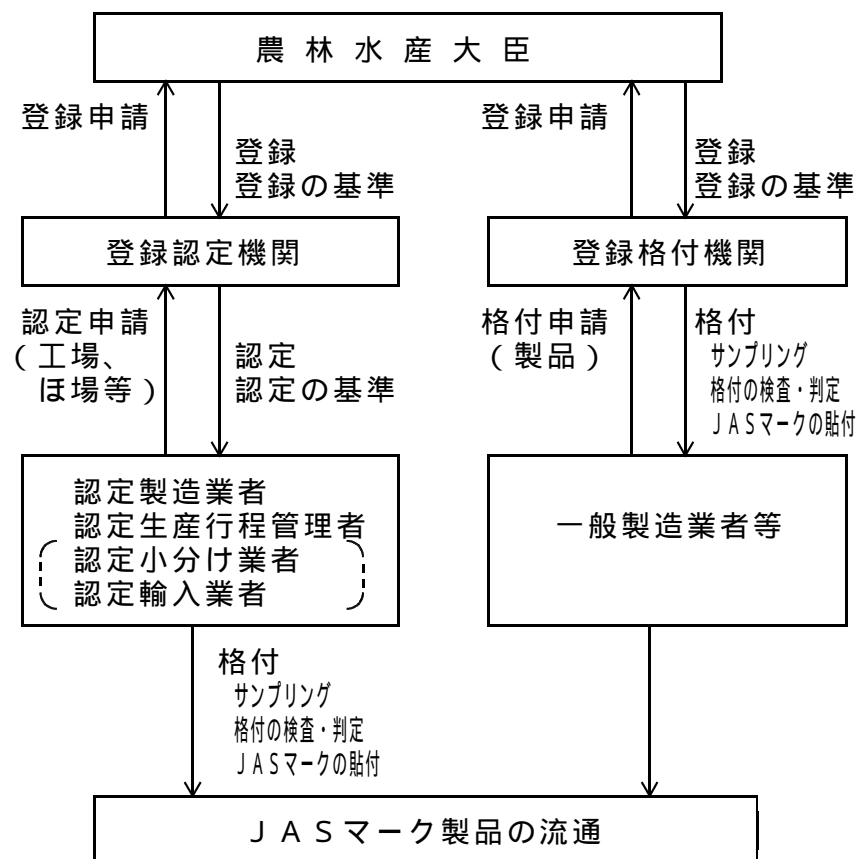 農林水産大臣
登録申請
登録
登録の基準
登録申請
登録
登録の基準
登録認定機関
登録格付機関
認定申請
（工場、
ほ場等）
認定
認定の基準
格付申請
（製品）
格付
サンプリング
格付の検査・判定
ＪＡＳマークの貼付
認定製造業者
認定生産行程管理者
認定小分け業者
認定輸入業者
一般製造業者等
格付
サンプリング
格付の検査・判定
ＪＡＳマークの貼付
ＪＡＳマーク製品の流通